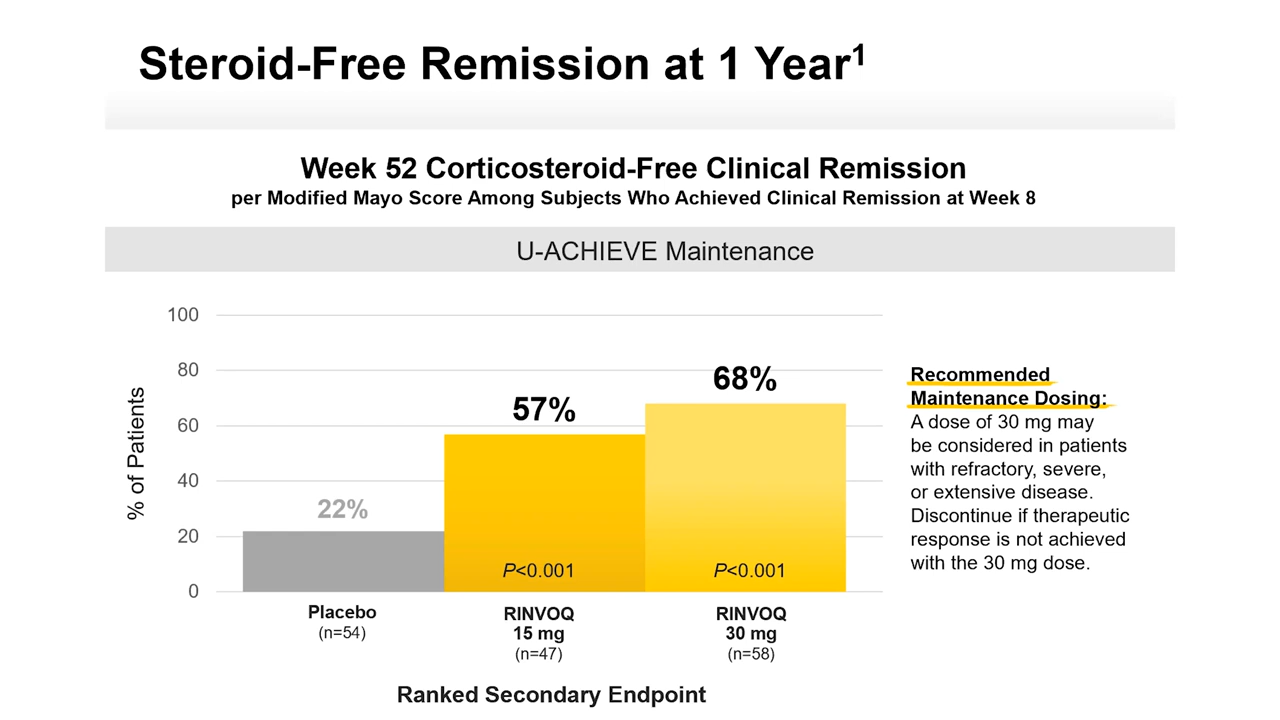 Steroid-Free Remission at 1 Year¹
Week 52 Corticosteroid-Free Clinical Remission
per Modified Mayo Score Among Subjects Who Achieved Clinical Remission at Week 8
U-ACHIEVE Maintenance
% of Patients
100
80
60
40
20
0
22%
57%
68%
P<0.001
P<0.001
Placebo
(n=54)
RINVOQ
15 mg
(n=47)
RINVOQ
30 mg
(n=58)
Ranked Secondary Endpoint
Recommended
Maintenance Dosing:
A dose of 30 mg may
be considered in patients
with refractory, severe,
or extensive disease.
Discontinue if therapeutic
response is not achieved
with the 30 mg dose.